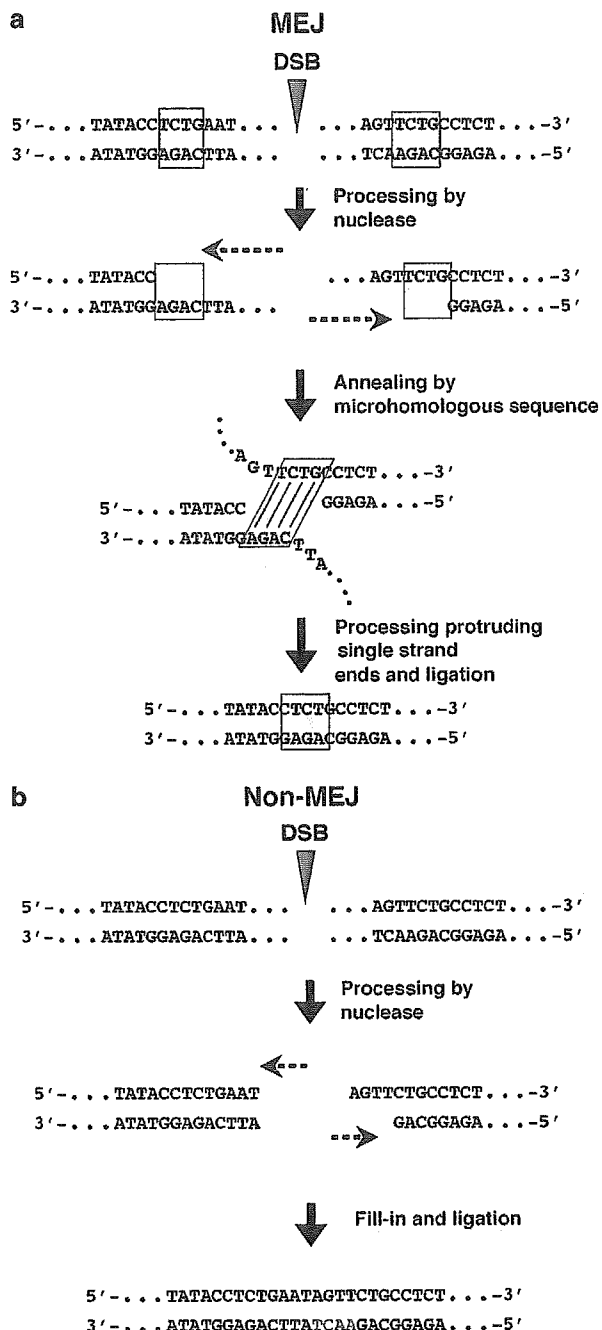 a
MEJ
DSB
5'-...TATACCTCTGAAT... ...AGTTCTGCCTCT...-3'
3'-...ATATGGAGACTTA... ...TCAAGACGGAGA...-5'
Processing by
nuclease
5'-...TATACC ...AGTTCTGCCTCT...-3'
3'-...ATATGGAGACTTA... GGAGA...-5'
Annealing by
microhomologous sequence
...AGTTCTGCCTCT...-3'
5'-...TATACC GGAGA...-5'
3'-...ATATGGAGACTTA...
Processing protruding
single strand
ends and ligation
5'-...TATACCTCTGCCTCT...-3'
3'-...ATATGGAGACGGAGA...-5'
b
Non-MEJ
DSB
5'-...TATACCTCTGAAT... ...AGTTCTGCCTCT...-3'
3'-...ATATGGAGACTTA... ...TCAAGACGGAGA...-5'
Processing by
nuclease
5'-...TATACCTCTGAAT AGTTCTGCCTCT...-3'
3'-...ATATGGAGACTTA GACGGAGA...-5'
Fill-in and ligation
5'-...TATACCTCTGAATAGTTCTGCCTCT...-3'
3'-...ATATGGAGACTTATCAAGACGGAGA...-5'